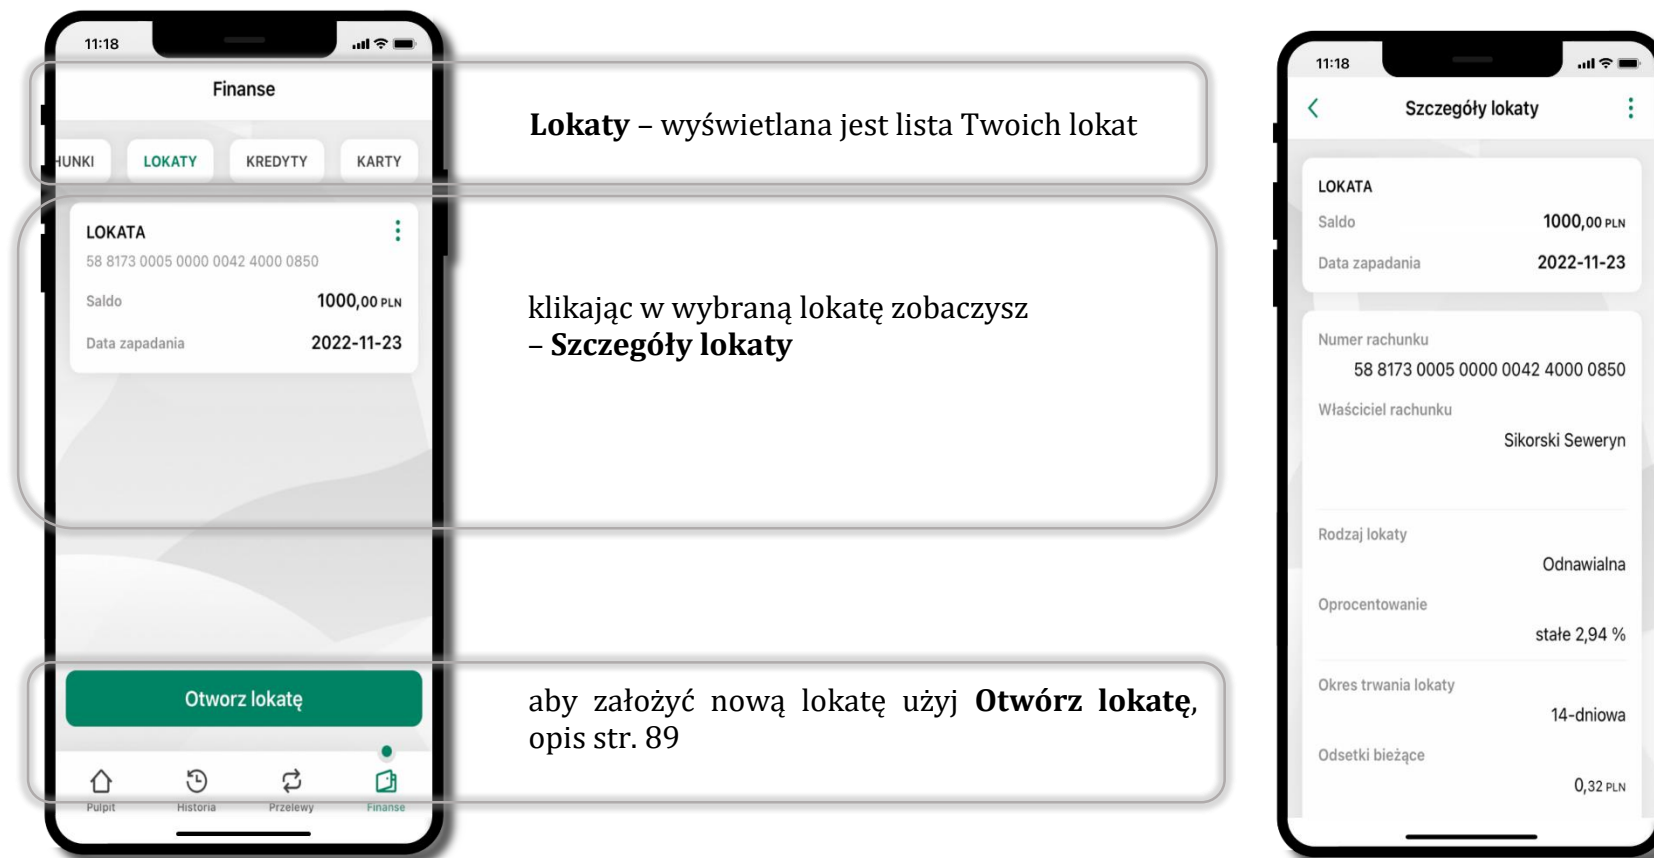 11:18
Finanse
HUNKI LOKATY KREDYTY KARTY
LOKATA
58 8173 0005 0000 0042 4000 0850
Saldo 1000,00 PLN
Data zapadania 2022-11-23
Otworz lokatę
Pulpit Historia Przelewy Finanse
Lokaty – wyświetlana jest lista Twoich lokat
klikając w wybraną lokatę zobaczysz
– Szczegóły lokaty
aby założyć nową lokatę użyj Otwórz lokatę,
opis str. 89
11:18
Szczegóły lokaty
LOKATA
Saldo 1000,00 PLN
Data zapadania 2022-11-23
Numer rachunku
58 8173 0005 0000 0042 4000 0850
Właściciel rachunku
Sikorski Seweryn
Rodzaj lokaty
Odnawialna
Oprocentowanie
stałe 2,94 %
Okres trwania lokaty
14-dniowa
Odsetki bieżące
0,32 PLN